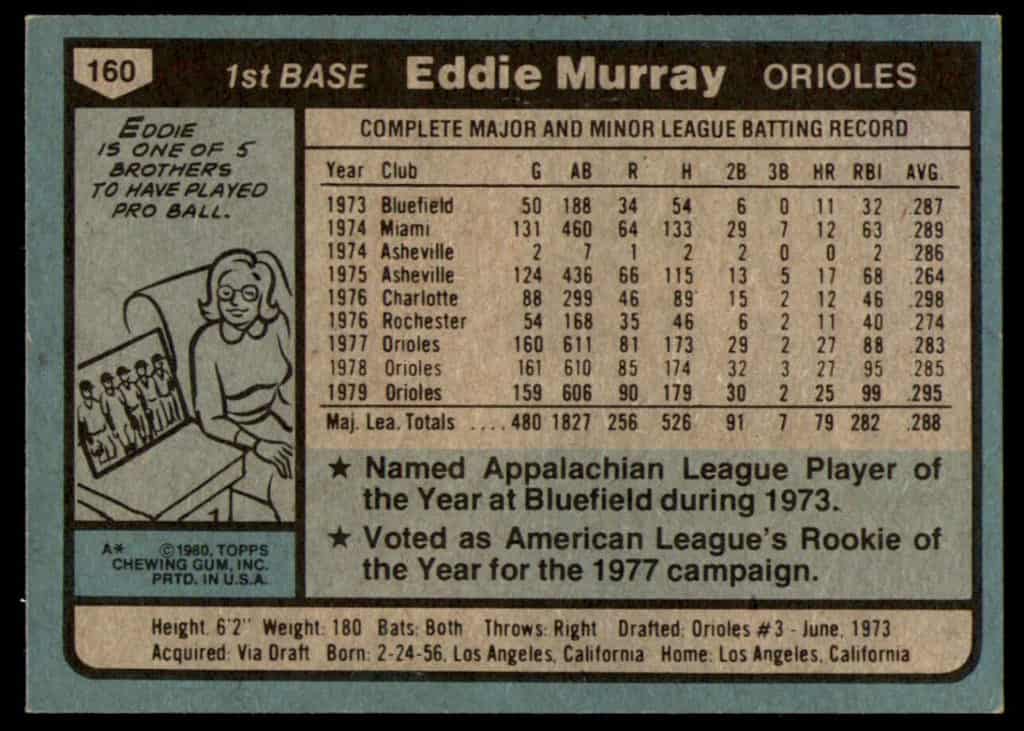 160 1st BASE Eddie Murray ORIOLES
EDDIE
IS ONE OF 5
BROTHERS
TO HAVE PLAYED
PRO BALL.
COMPLETE MAJOR AND MINOR LEAGUE BATTING RECORD
Year Club G AB R H 2B 3B HR RBI AVG.
1973 Bluefield 50 188 34 54 6 0 11 32 .287
1974 Miami 131 460 64 133 29 7 12 63 .289
1974 Asheville 2 7 1 2 2 0 0 2 .286
1975 Asheville 124 436 66 115 13 5 17 68 .264
1976 Charlotte 88 299 46 89 15 2 12 46 .298
1976 Rochester 54 168 35 46 6 2 11 40 .274
1977 Orioles 160 611 81 173 29 2 27 88 .283
1978 Orioles 161 610 85 174 32 3 27 95 .285
1979 Orioles 159 606 90 179 30 2 25 99 .295
Maj. Lea. Totals ....480 1827 256 526 91 7 79 282 .288
★ Named Appalachian League Player of
the Year at Bluefield during 1973.
★ Voted as American League's Rookie of
the Year for the 1977 campaign.
A* ©1980, TOPPS
CHEWING GUM, INC.
PRTD. IN U.S.A.
Height: 6'2" Weight: 180 Bats: Both Throws: Right Drafted: Orioles #3 - June, 1973
Acquired: Via Draft Born: 2-24-56, Los Angeles, California Home: Los Angeles, California